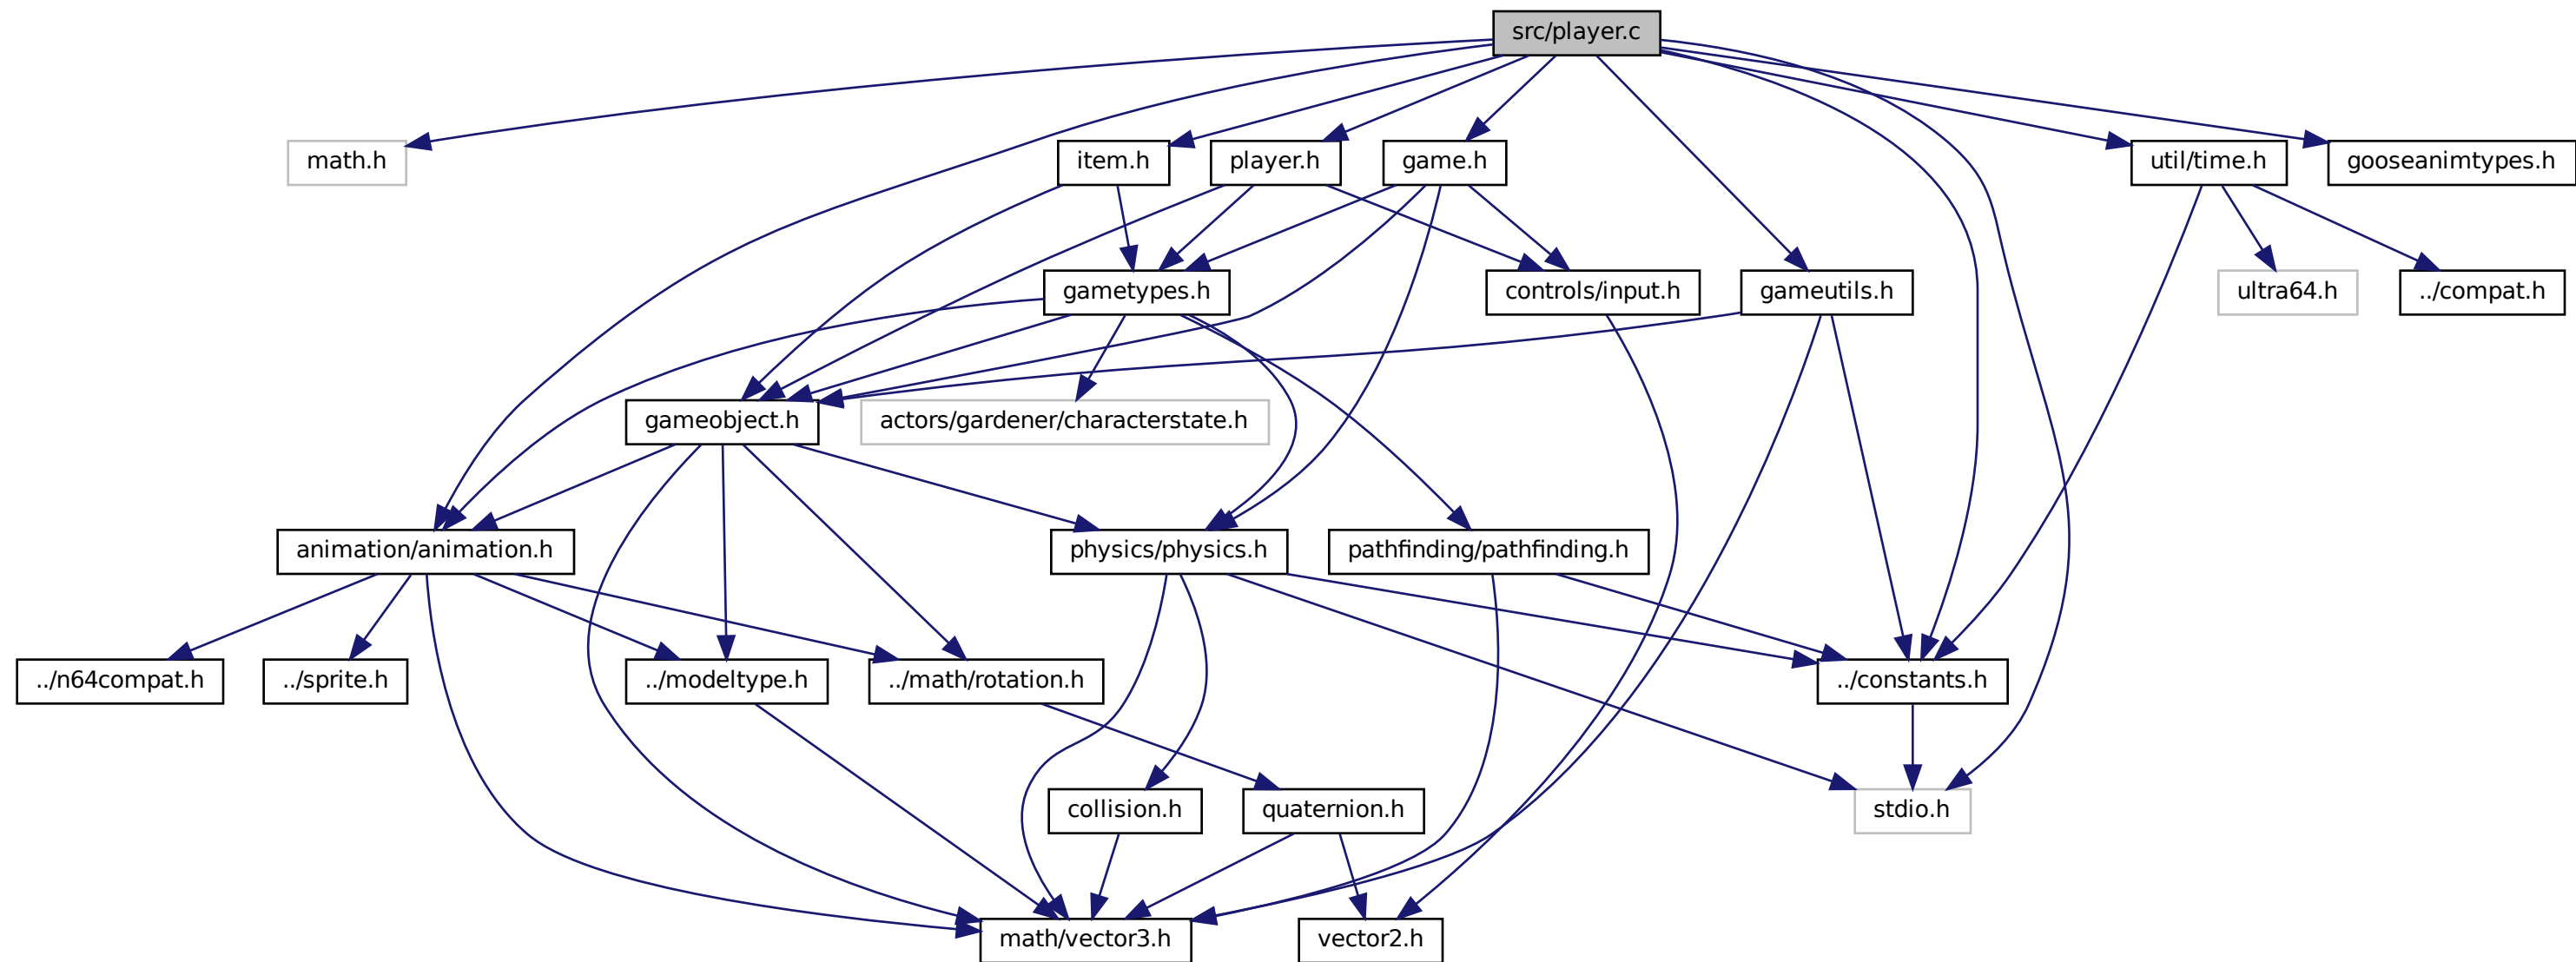 src/player.c
math.h
item.h
player.h
game.h
util/time.h
gooseanimtypes.h
gametypes.h
controls/input.h
gameutils.h
ultra64.h
../compat.h
gameobject.h
actors/gardener/characterstate.h
animation/animation.h
physics/physics.h
pathfinding/pathfinding.h
../n64compat.h
../sprite.h
../modeltype.h
../math/rotation.h
../constants.h
collision.h
quaternion.h
stdio.h
math/vector3.h
vector2.h